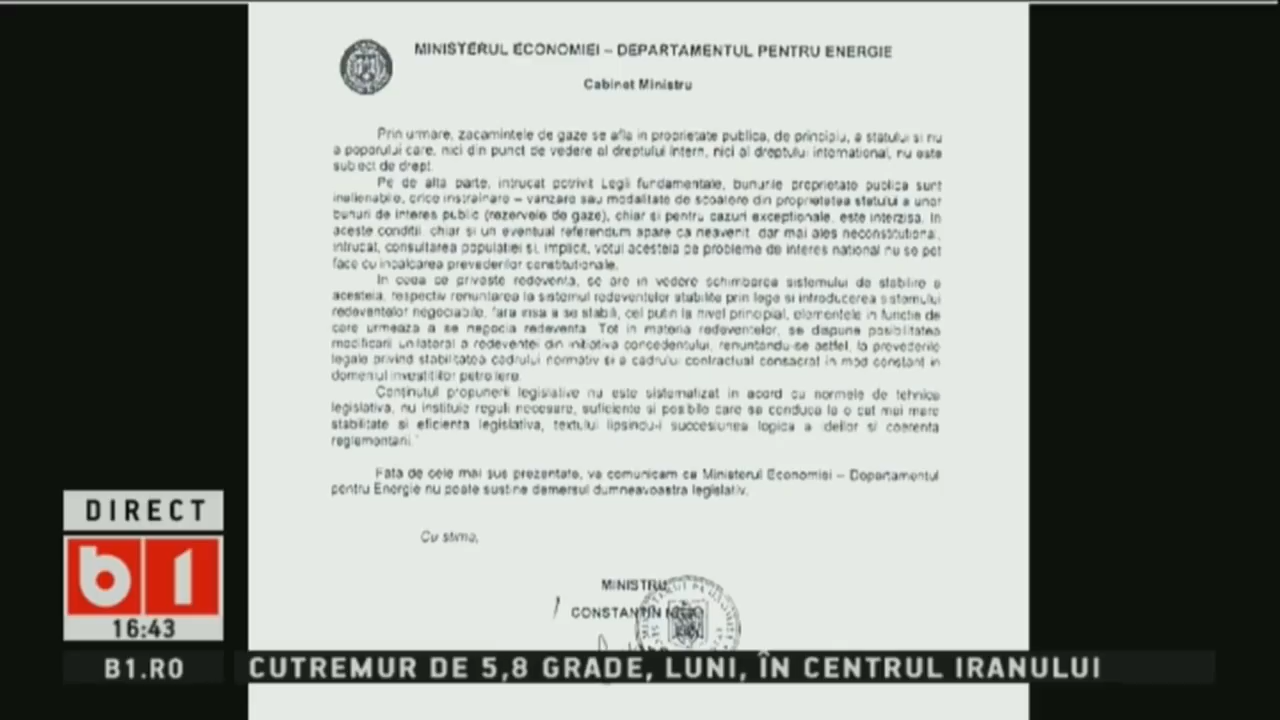 MINISTERUL ECONOMIEI – DEPARTAMENTUL PENTRU ENERGIE
Cabinet Ministru
Prin urmare, zacamintele de gaze se afla in proprietate publica, de principiu, a statului si nu
a poporului care, nici din punct de vedere al dreptului intern, nici al dreptului international, nu este
subiect de drept.
Pe de alta parte, intrucat potrivit Legii fundamentale, bunurile proprietate publica sunt
inalienabile, orice instrainare – vanzare sau modalitate de scoatere din proprietatea statului a unor
bunuri de interes public (rezervele de gaze), chiar si pentru cazuri exceptionale, este interzisa. In
aceste conditii, chiar si un eventual referendum apare ca neavenit, dar mai ales neconstitutional,
intrucat, consultarea populatiei si, implicit, votul acesteia pe probleme de interes national nu se pot
face cu incalcarea prevederilor constitutionale.
In ceea ce priveste redeventa, se are in vedere schimbarea sistemului de stabilire a
acesteia, respectiv renuntarea la sistemul redeventelor stabilite prin lege si introducerea sistemului
redeventelor negociabile, fara insa a se stabili, cel putin la nivel principial, elementele in functie de
care urmeaza a se negocia redeventa. Tot in materia redeventelor, se dispune posibilitatea
modificarii unilateral a redeventei din initiativa concedentului, renuntandu-se astfel, la prevederile
legale privind stabilitatea cadrului normativ si a cadrului contractual consacrat in mod constant in
domeniul investitiilor petroliere.
Continutul propunerii legislative nu este sistematizat in acord cu normele de tehnica
legislativa, nu instituie reguli necesare, suficiente si posibile care sa conduca la o cat mai mare
stabilitate si eficienta legislativa, textului lipsindu-i succesiunea logica a ideilor si coerenta
reglementarii."
Fata de cele mai sus prezentate, va comunicam ca Ministerul Economiei – Departamentul
pentru Energie nu poate sustine demersul dumneavoastra legislativ.
Cu stima,
MINISTRU
CONSTANTIN
DIRECT
b1
16:43
B1.RO
CUTREMUR DE 5,8 GRADE, LUNI, ÎN CENTRUL IRANULUI